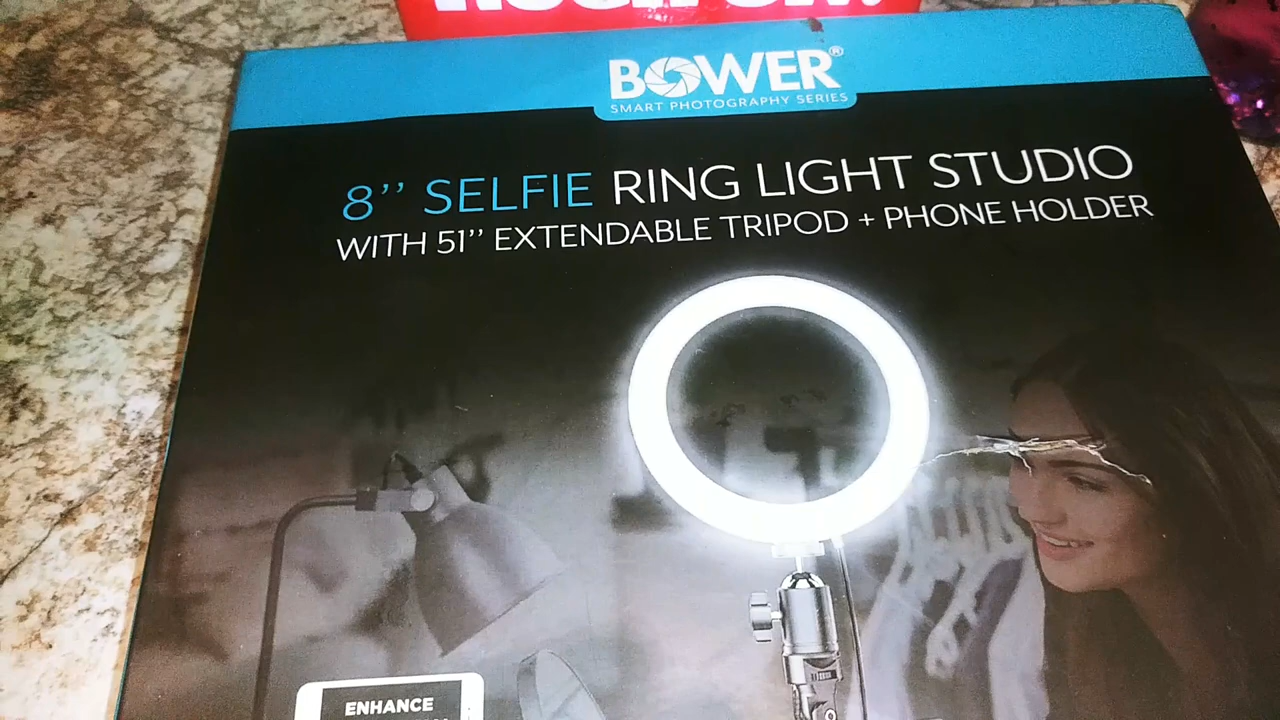 BOWER®
SMART PHOTOGRAPHY SERIES
8’’ SELFIE RING LIGHT STUDIO
WITH 51’’ EXTENDABLE TRIPOD + PHONE HOLDER
ENHANCE